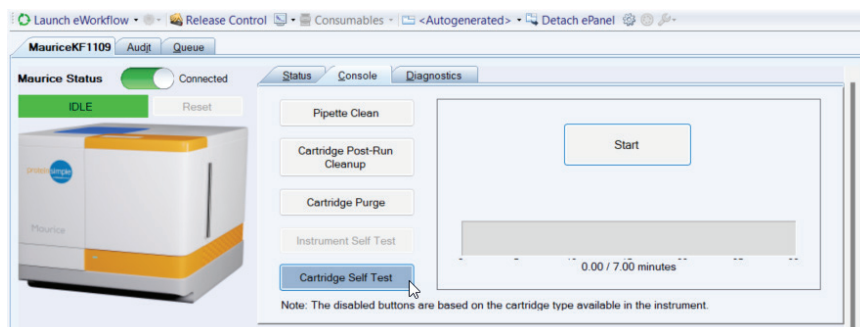 Launch eWorkflow Release Control Consumables <Autogenerated> Detach ePanel
MauriceKF1109 Audit Queue
Maurice Status Connected
IDLE Reset
Status Console Diagnostics
Pipette Clean
Cartridge Post-Run
Cleanup
Cartridge Purge
Instrument Self Test
Cartridge Self Test
Start
0.00 / 7.00 minutes
Note: The disabled buttons are based on the cartridge type available in the instrument.
protein simple
Maurice